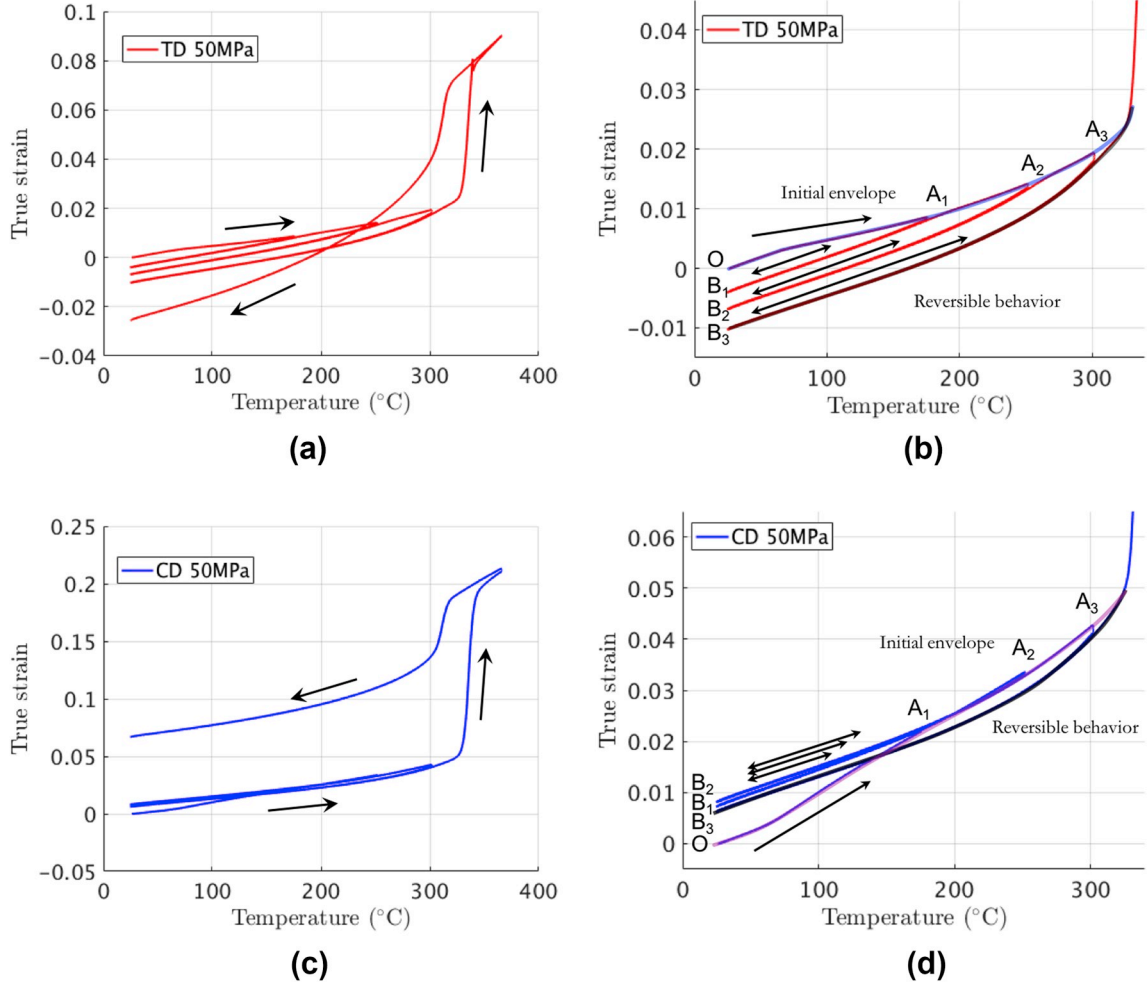 0.1
0.08
0.06
0.04
0.02
0
−0.02
−0.04
True strain
TD 50MPa
0 100 200 300 400
Temperature (°C)
(a)
0.04
0.03
0.02
0.01
0
−0.01
True strain
TD 50MPa
Initial envelope
A1
A2
A3
O
B1
B2
B3
Reversible behavior
0 100 200 300
Temperature (°C)
(b)
0.25
0.2
0.15
0.1
0.05
0
−0.05
True strain
CD 50MPa
0 100 200 300 400
Temperature (°C)
(c)
0.06
0.05
0.04
0.03
0.02
0.01
0
True strain
CD 50MPa
A3
Initial envelope
A2
A1
Reversible behavior
B2
B1
B3
O
0 100 200 300
Temperature (°C)
(d)